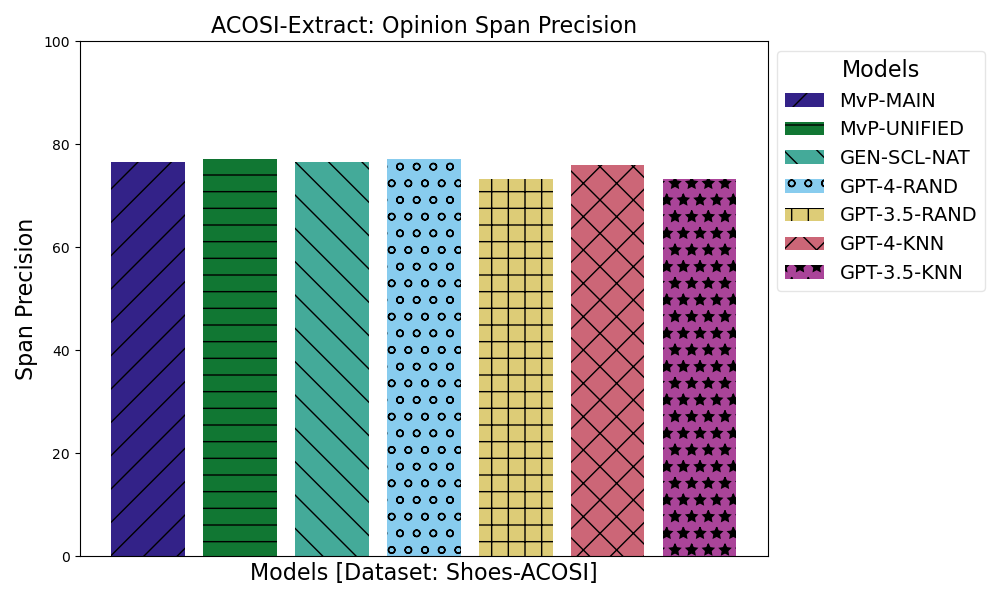 ACOSI-Extract: Opinion Span Precision
100
80
60
40
20
0
Span Precision
Models [Dataset: Shoes-ACOSI]
Models
MvP-MAIN
MvP-UNIFIED
GEN-SCL-NAT
GPT-4-RAND
GPT-3.5-RAND
GPT-4-KNN
GPT-3.5-KNN